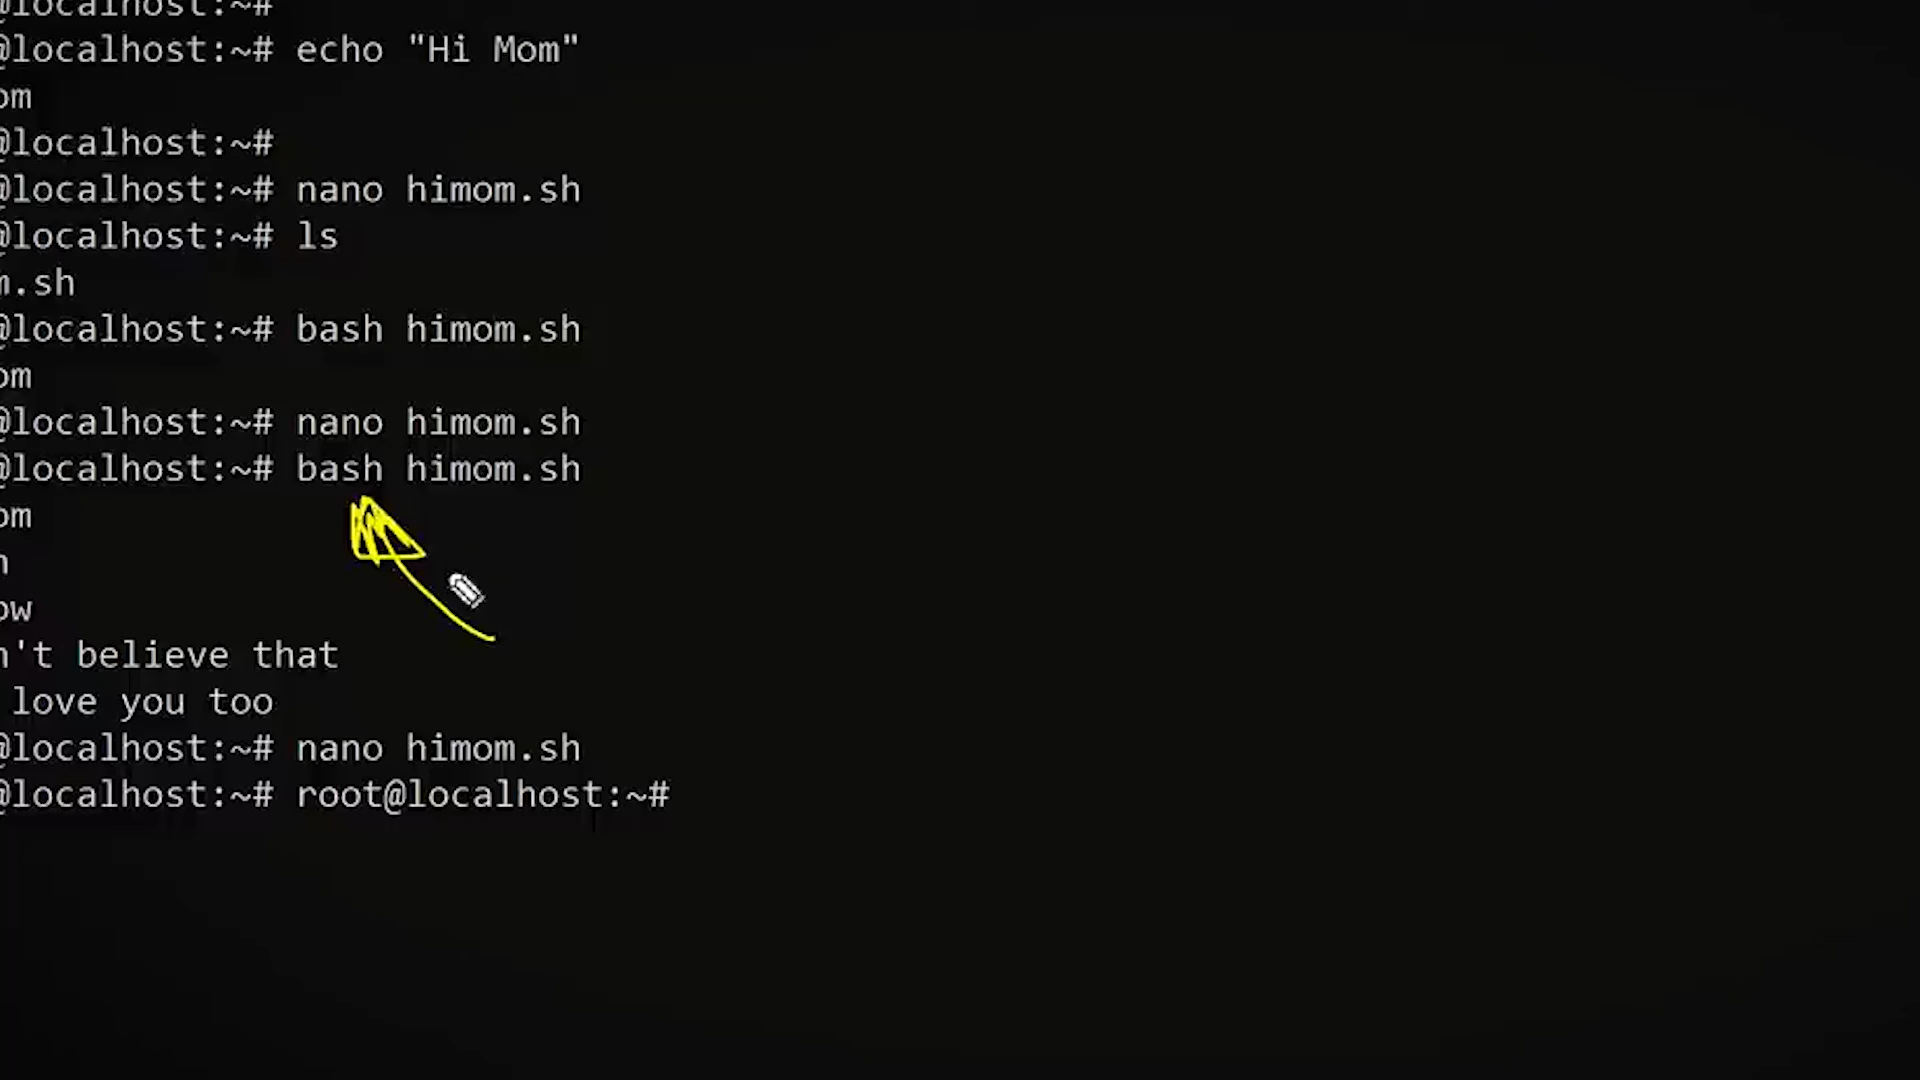 @localhost:~#
@localhost:~# echo "Hi Mom"
om
@localhost:~#
@localhost:~# nano himom.sh
@localhost:~# ls
m.sh
@localhost:~# bash himom.sh
om
@localhost:~# nano himom.sh
@localhost:~# bash himom.sh
om
n
ow
n't believe that
love you too
@localhost:~# nano himom.sh
@localhost:~# root@localhost:~#